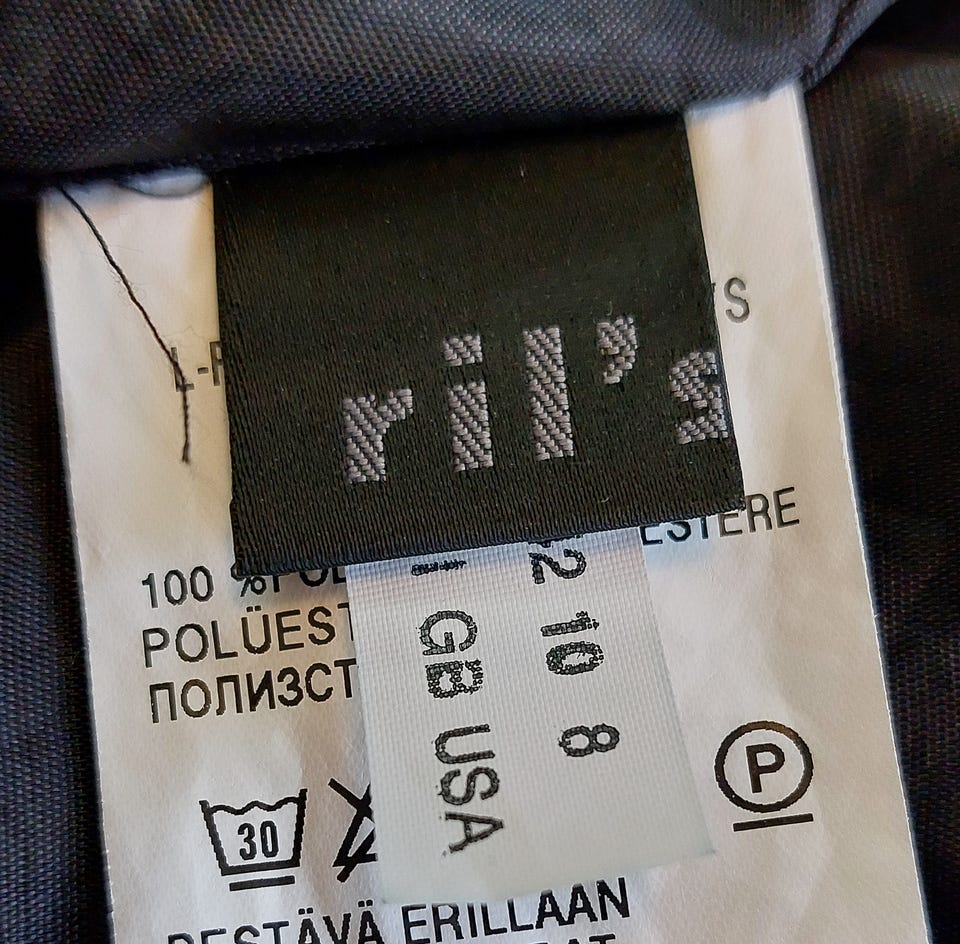 ril's
100
POLÜEST
ПОЛИЗСТ
ESTERE
GB USA
10 8
30
P
ERILLAAN